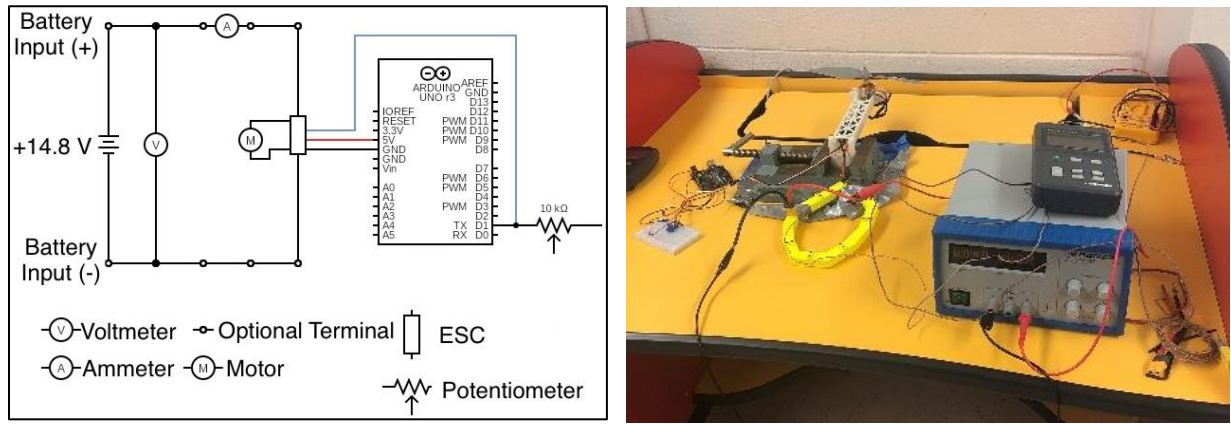 Battery
Input (+)
A
+14.8 V
V
M
ARDUINO
UNO r3
IOREF
RESET
3.3V
5V
GND
GND
Vin
A0
A1
A2
A3
A4
A5
AREF
GND
D13
D12
PWM D11
PWM D10
PWM D9
D8
D7
PWM D6
PWM D5
D4
PWM D3
D2
TX D1
RX D0
10 kΩ
Battery
Input (-)
V Voltmeter
Optional Terminal
ESC
A Ammeter
M Motor
Potentiometer